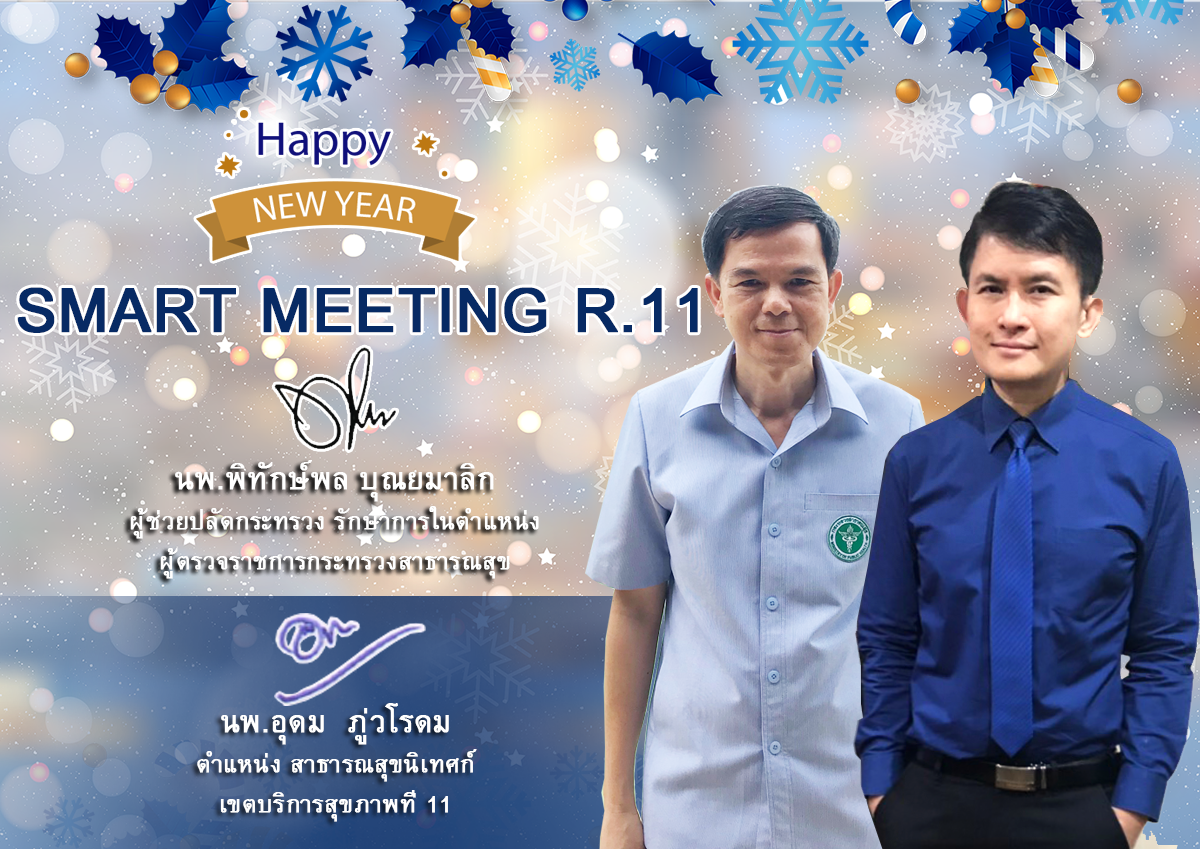 Happy
NEW YEAR
SMART MEETING R.11
นพ.พิทักษ์พล บุณยมาลิก
ผู้ช่วยปลัดกระทรวง รักษาการในตำแหน่ง
ผู้ตรวจราชการกระทรวงสาธารณสุข
นพ.อุดม ภู่วโรดม
ตำแหน่ง สาธารณสุขนิเทศก์
เขตบริการสุขภาพที่ 11